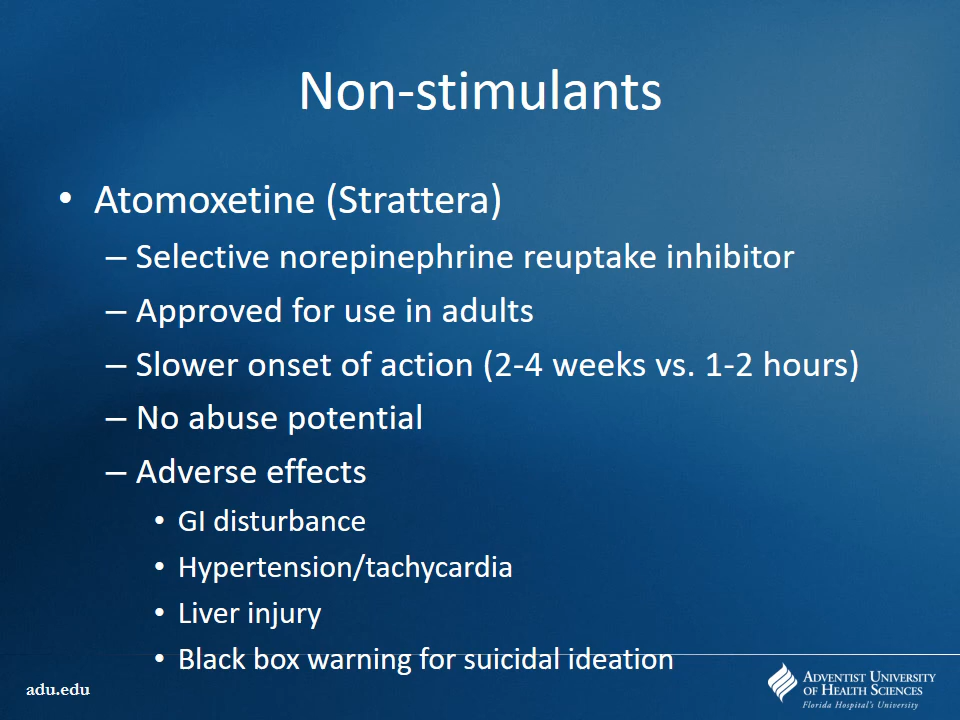 Non-stimulants
• Atomoxetine (Strattera)
– Selective norepinephrine reuptake inhibitor
– Approved for use in adults
– Slower onset of action (2-4 weeks vs. 1-2 hours)
– No abuse potential
– Adverse effects
• GI disturbance
• Hypertension/tachycardia
• Liver injury
• Black box warning for suicidal ideation
adu.edu
ADVENTIST UNIVERSITY
OF HEALTH SCIENCES
Florida Hospital's University